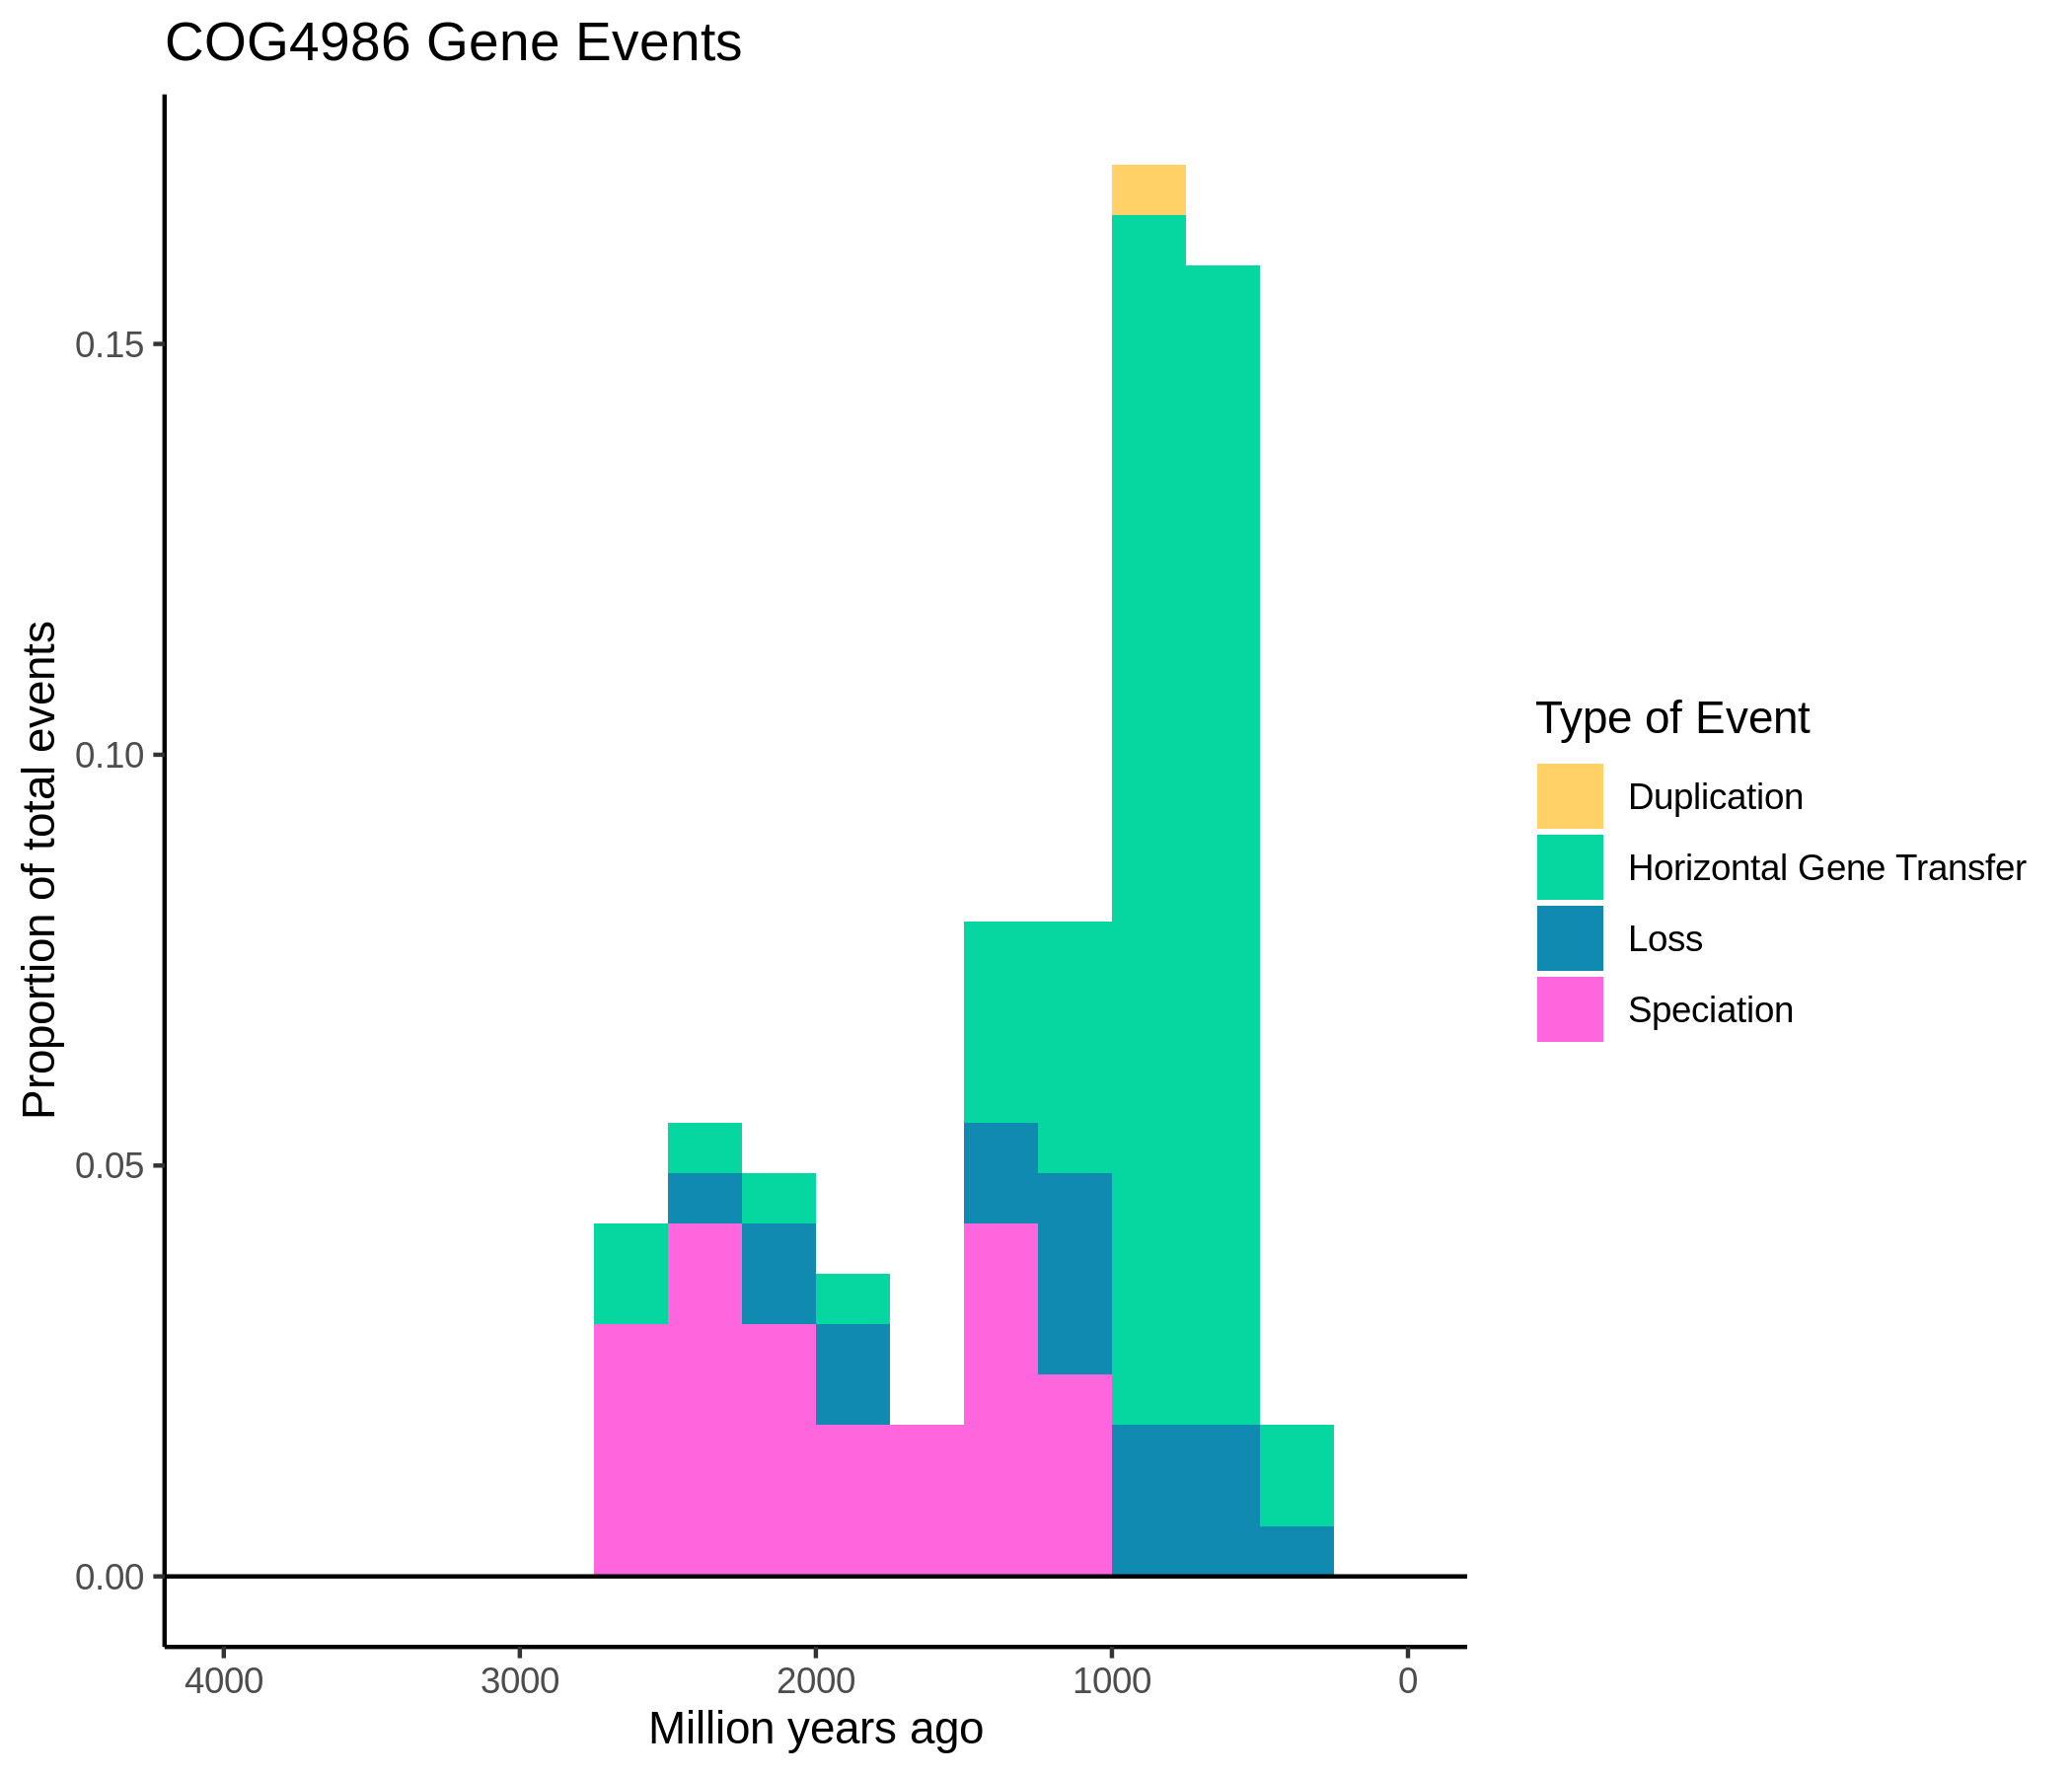 COG4986 Gene Events
Proportion of total events
0.15
0.10
0.05
0.00
4000 3000 2000 1000 0
Million years ago
Type of Event
Duplication
Horizontal Gene Transfer
Loss
Speciation